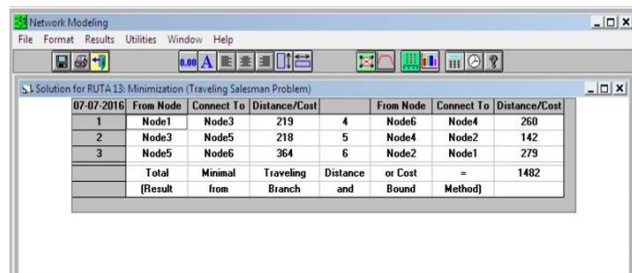 Network Modeling
File Format Results Utilities Window Help
0.00 A
Solution for RUTA 13: Minimization (Traveling Salesman Problem)
07-07-2016 From Node Connect To Distance/Cost From Node Connect To Distance/Cost
1 Node1 Node3 219 4 Node6 Node4 260
2 Node3 Node5 218 5 Node4 Node2 142
3 Node5 Node6 364 6 Node2 Node1 279
Total Minimal Traveling Distance or Cost = 1482
(Result from Branch and Bound Method)